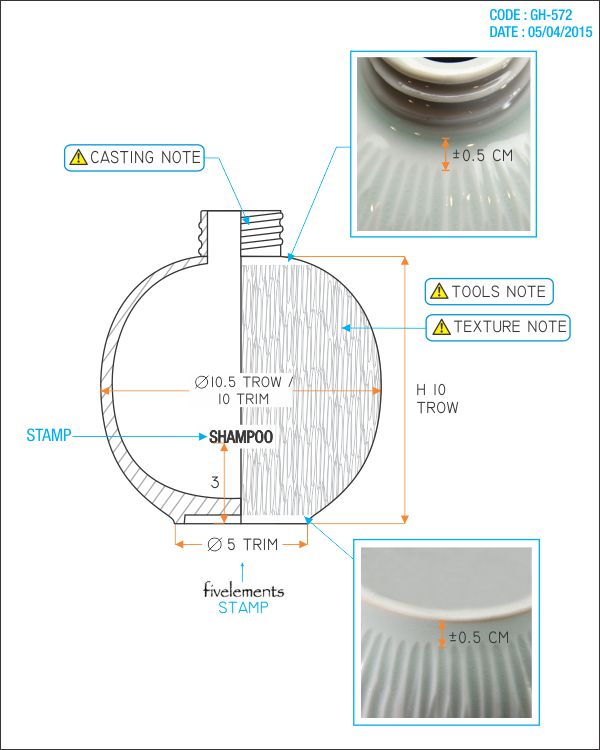 CODE : GH-572
DATE : 05/04/2015
±0.5 CM
CASTING NOTE
TOOLS NOTE
TEXTURE NOTE
Ø10.5 TROW /
10 TRIM
H 10
TROW
STAMP
SHAMPOO
3
Ø 5 TRIM
fivelements
STAMP
±0.5 CM